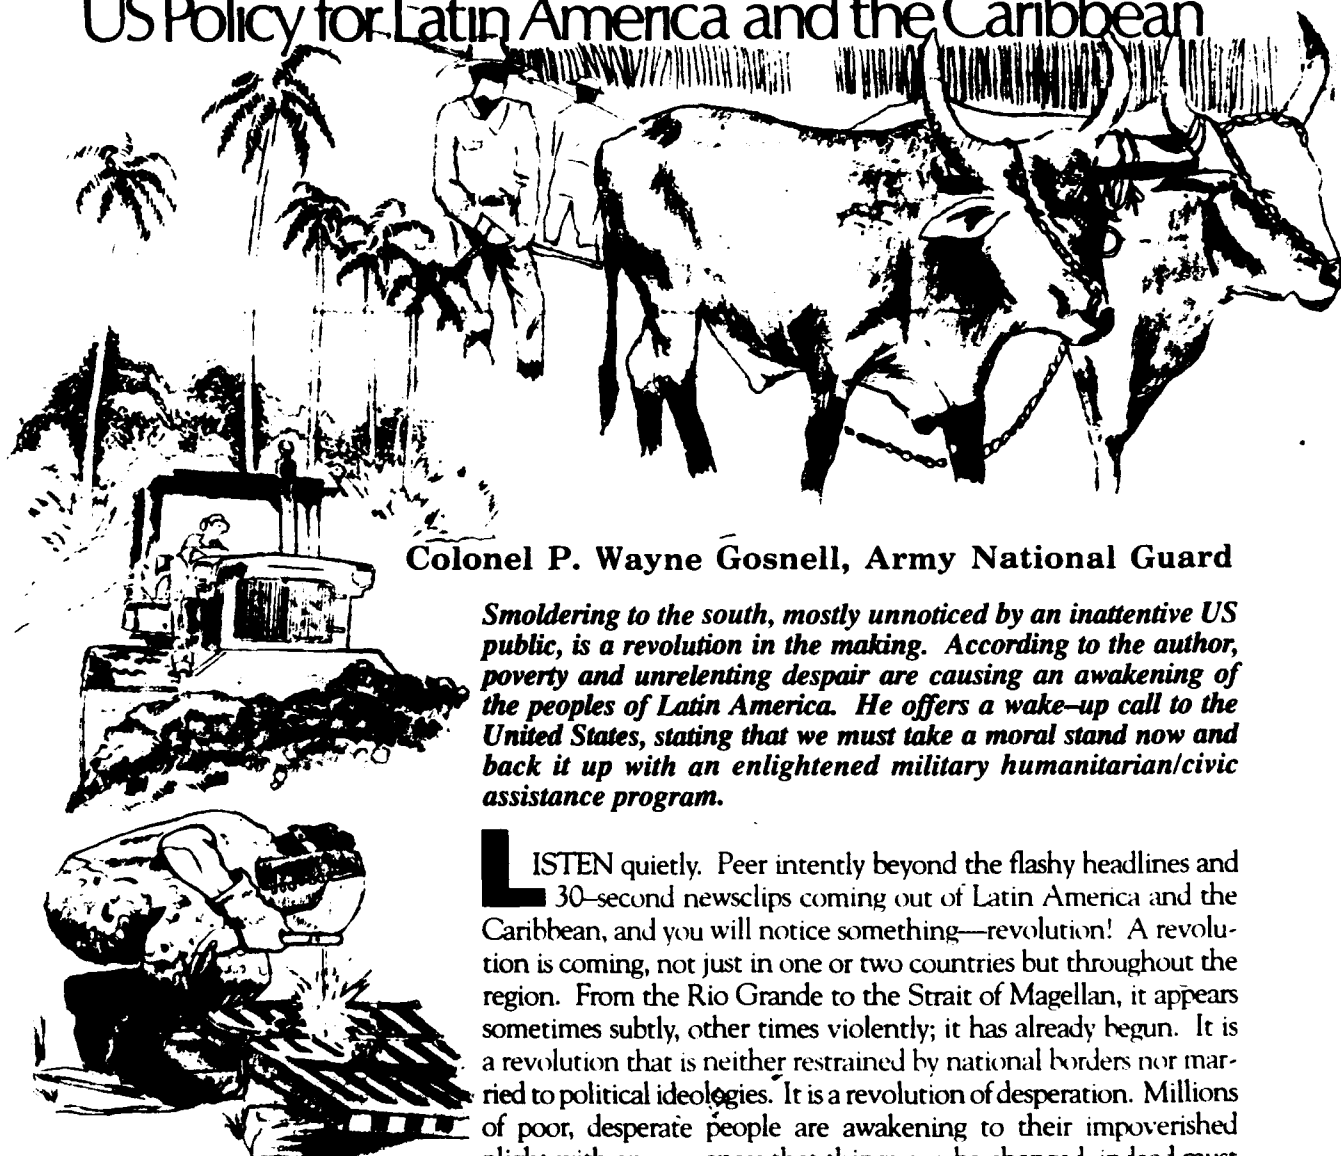 US Policy for Latin America and the Caribbean
Colonel P. Wayne Gosnell, Army National Guard
Smoldering to the south, mostly unnoticed by an inattentive US
public, is a revolution in the making. According to the author,
poverty and unrelenting despair are causing an awakening of
the peoples of Latin America. He offers a wake–up call to the
United States, stating that we must take a moral stand now and
back it up with an enlightened military humanitarian/civic
assistance program.
LISTEN quietly. Peer intently beyond the flashy headlines and
30–second newsclips coming out of Latin America and the
Caribbean, and you will notice something—revolution! A revolu-
tion is coming, not just in one or two countries but throughout the
region. From the Rio Grande to the Strait of Magellan, it appears
sometimes subtly, other times violently; it has already begun. It is
a revolution that is neither restrained by national borders nor mar-
ried to political ideologies. It is a revolution of desperation. Millions
of poor, desperate people are awakening to their impoverished